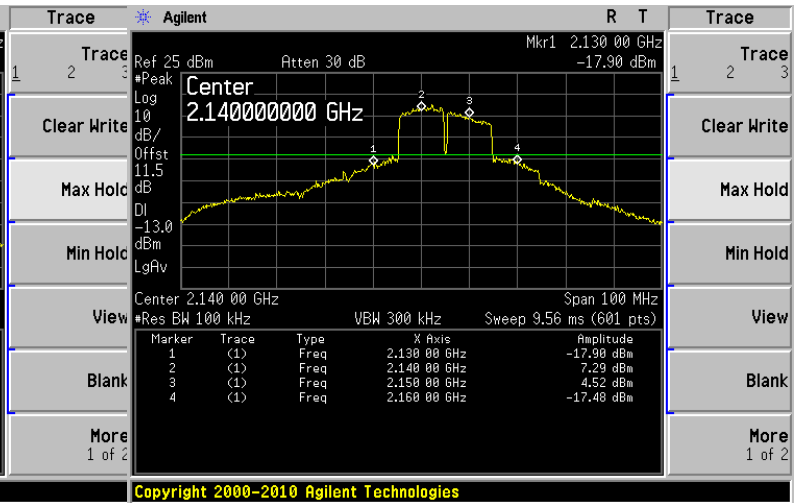 Trace
Agilent
R T
Trace
Trace
1 2 3
Clear Write
Max Hold
Min Hold
View
Blank
More
1 of 2
Mkr1 2.130 00 GHz
Ref 25 dBm
Atten 30 dB
-17.90 dBm
#Peak
Log
10
dB/
Offst
11.5
dB
DI
-13.0
dBm
LgAv
Center
2.140000000 GHz
1
2
3
4
Center 2.140 00 GHz
Span 100 MHz
#Res BW 100 kHz
VBW 300 kHz
Sweep 9.56 ms (601 pts)
Marker Trace Type X Axis Amplitude
1 (1) Freq 2.130 00 GHz -17.90 dBm
2 (1) Freq 2.140 00 GHz 7.29 dBm
3 (1) Freq 2.150 00 GHz 4.52 dBm
4 (1) Freq 2.160 00 GHz -17.48 dBm
Trace
1 2 3
Clear Write
Max Hold
Min Hold
View
Blank
More
1 of 2
Copyright 2000-2010 Agilent Technologies